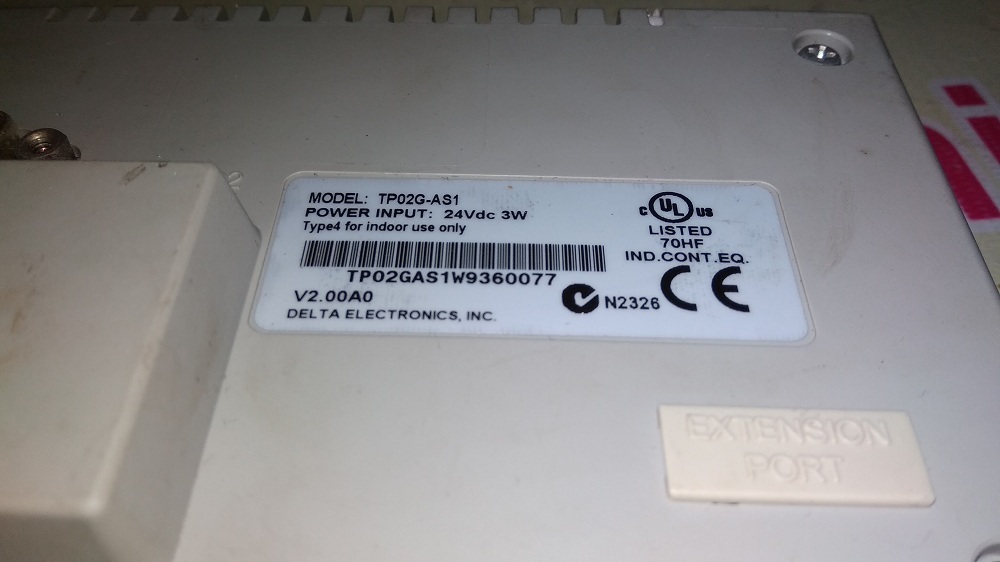 MODEL: TP02G-AS1
POWER INPUT: 24Vdc 3W
Type4 for indoor use only
TP02GAS1W9360077
V2.00A0
DELTA ELECTRONICS, INC.
C UL US
LISTED
70HF
IND.CONT.EQ.
N2326 CE
EXTENSION
PORT